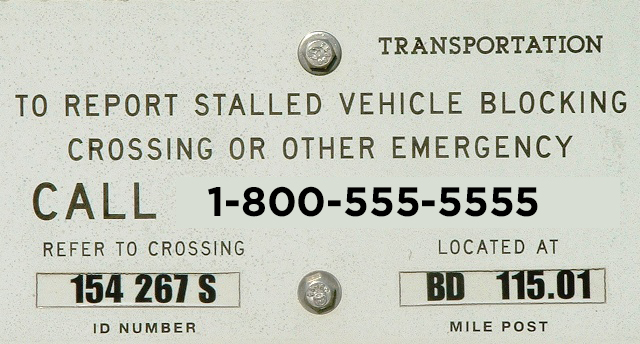 TRANSPORTATION
TO REPORT STALLED VEHICLE BLOCKING
CROSSING OR OTHER EMERGENCY
CALL 1-800-555-5555
REFER TO CROSSING
154 267 S
ID NUMBER
LOCATED AT
BD 115.01
MILE POST